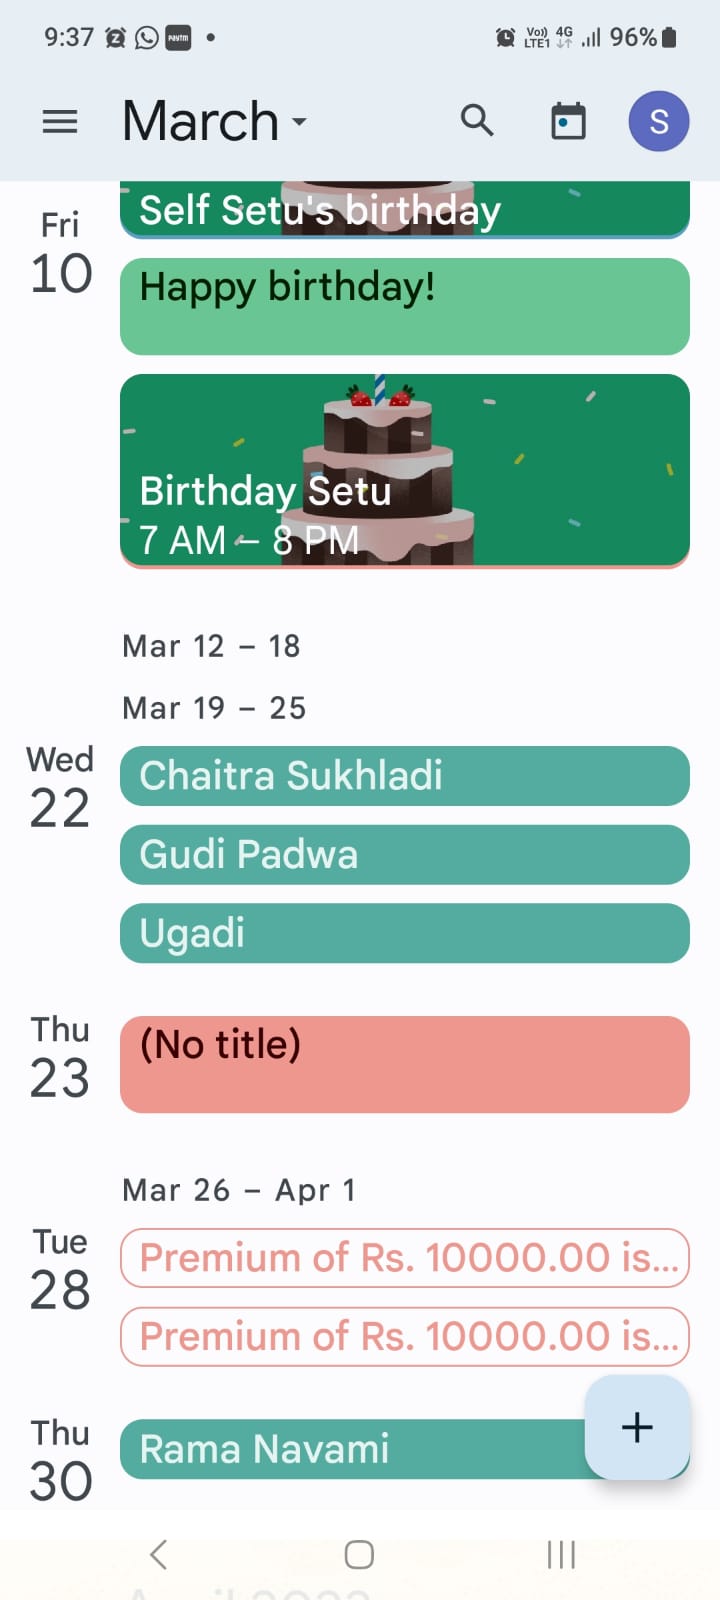 9:37 Paytm Vo)) LTE1 4G 96%
March S
Fri
10
Self Setu's birthday
Happy birthday!
Birthday Setu
7 AM – 8 PM
Mar 12 – 18
Mar 19 – 25
Wed
22
Chaitra Sukhladi
Gudi Padwa
Ugadi
Thu
23
(No title)
Mar 26 – Apr 1
Tue
28
Premium of Rs. 10000.00 is...
Premium of Rs. 10000.00 is...
Thu
30
Rama Navami
+